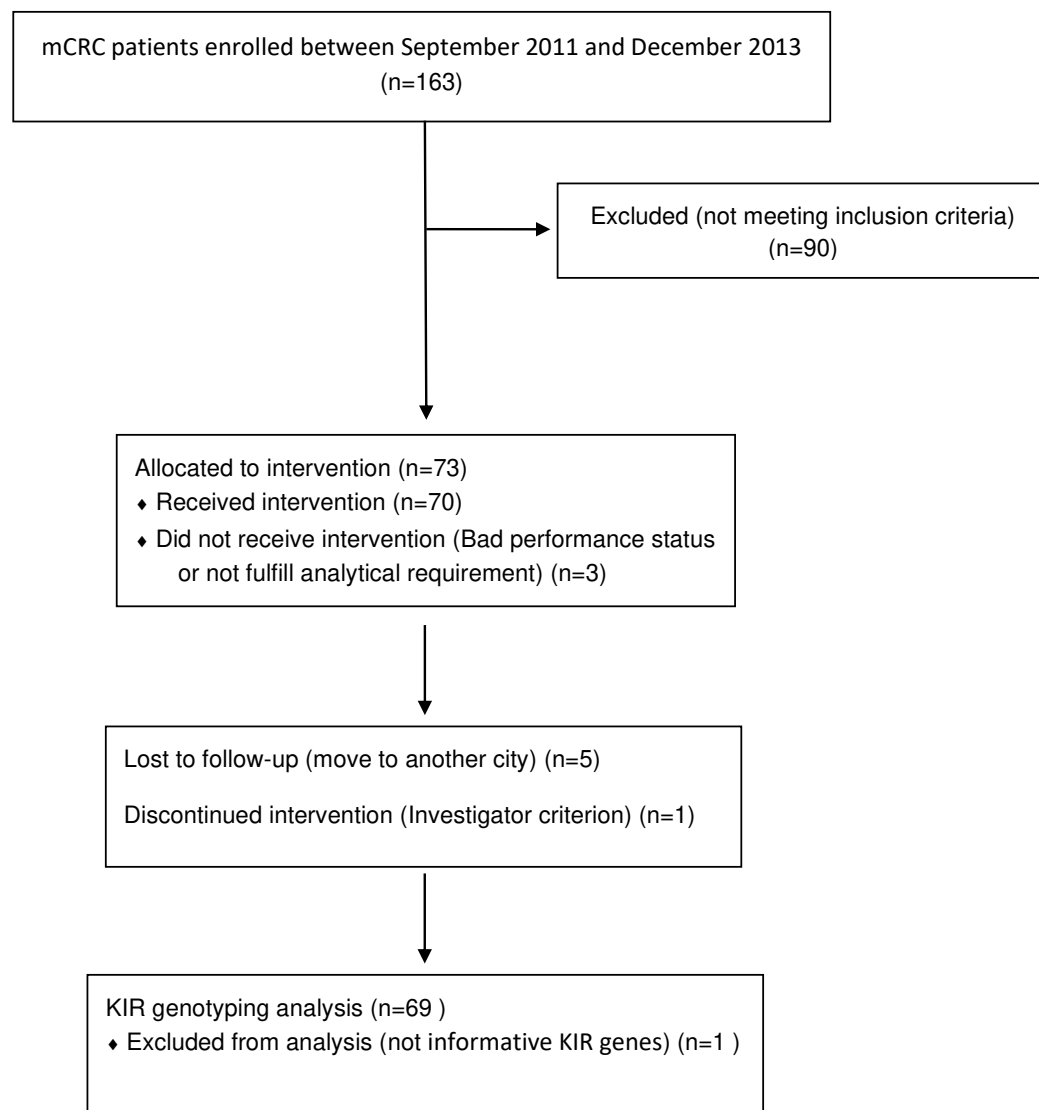 mCRC patients enrolled between September 2011 and December 2013
(n=163)
Excluded (not meeting inclusion criteria)
(n=90)
Allocated to intervention (n=73)
♦ Received intervention (n=70)
♦ Did not receive intervention (Bad performance status
or not fulfill analytical requirement) (n=3)
Lost to follow-up (move to another city) (n=5)
Discontinued intervention (Investigator criterion) (n=1)
KIR genotyping analysis (n=69 )
♦ Excluded from analysis (not informative KIR genes) (n=1 )